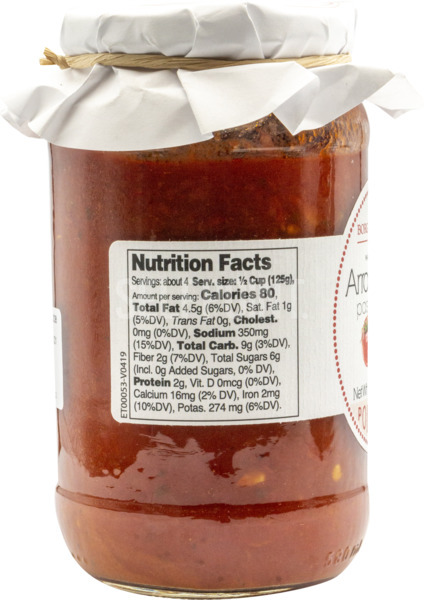 Nutrition Facts
Servings: about 4 Serv. size: ½ Cup (125g),
Amount per serving: Calories 80,
Total Fat 4.5g (6%DV), Sat. Fat 1g
(5%DV), Trans Fat 0g, Cholest.
0mg (0%DV), Sodium 350mg
(15%DV), Total Carb. 9g (3%DV),
Fiber 2g (7%DV), Total Sugars 6g
(Incl. 0g Added Sugars, 0% DV),
Protein 2g, Vit. D 0mcg (0%DV),
Calcium 16mg (2% DV), Iron 2mg
(10%DV), Potas. 274 mg (6%DV).
ET00053-V0419